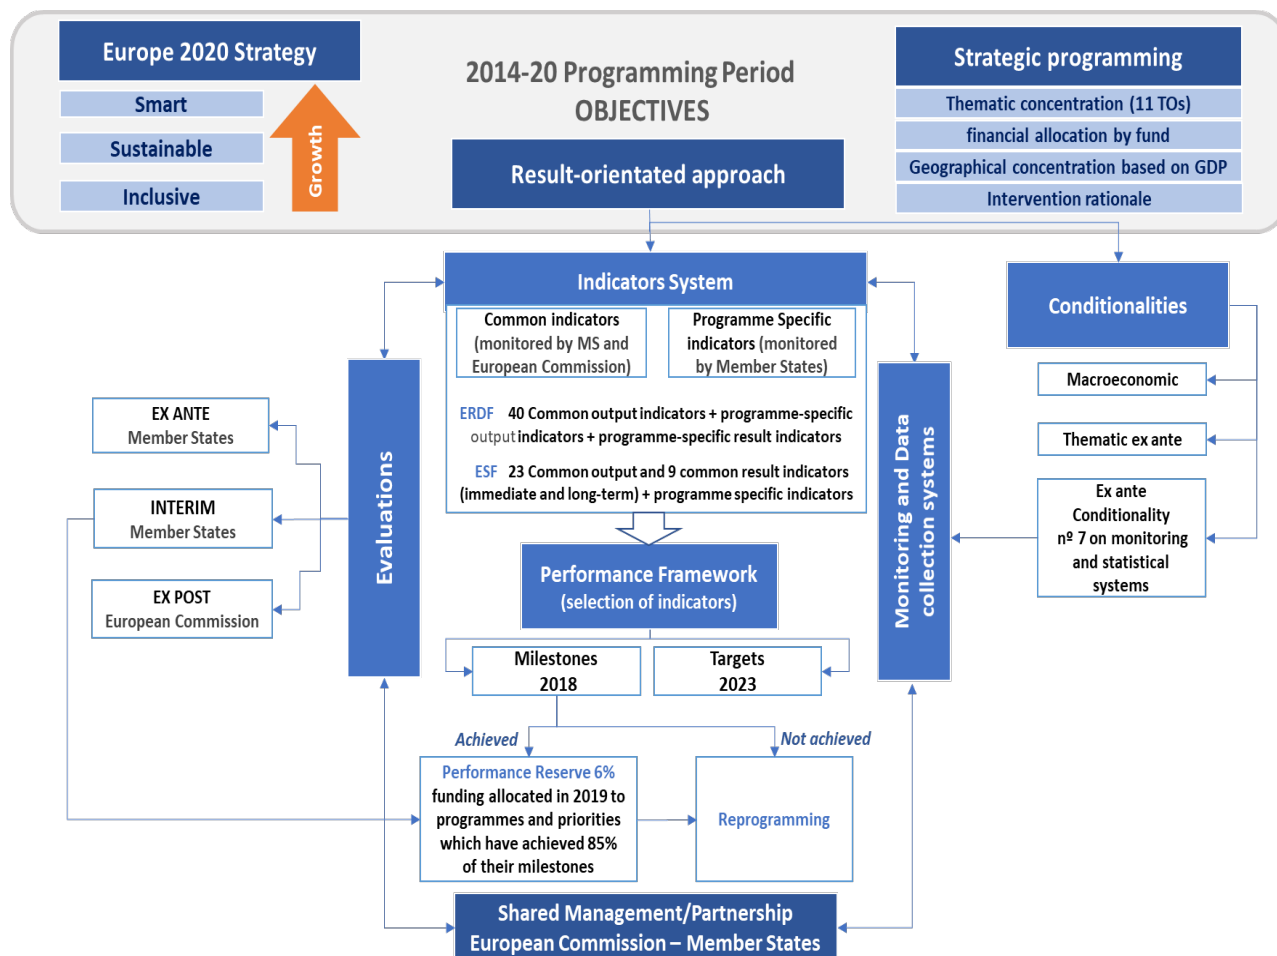 Europe 2020 Strategy
Smart
Sustainable
Inclusive
Growth
2014-20 Programming Period
OBJECTIVES
Result-orientated approach
Strategic programming
Thematic concentration (11 TOs)
financial allocation by fund
Geographical concentration based on GDP
Intervention rationale
Indicators System
Common indicators
(monitored by MS and
European Commission)
Programme Specific
indicators (monitored
by Member States)
ERDF 40 Common output indicators + programme-specific
output indicators + programme-specific result indicators
ESF 23 Common output and 9 common result indicators
(immediate and long-term) + programme specific indicators
Conditionalities
Macroeconomic
Thematic ex ante
Ex ante
Conditionality
nº 7 on monitoring
and statistical
systems
Monitoring and Data
collection systems
Evaluations
EX ANTE
Member States
INTERIM
Member States
EX POST
European Commission
Performance Framework
(selection of indicators)
Milestones
2018
Targets
2023
Achieved
Not achieved
Performance Reserve 6%
funding allocated in 2019 to
programmes and priorities
which have achieved 85%
of their milestones
Reprogramming
Shared Management/Partnership
European Commission – Member States